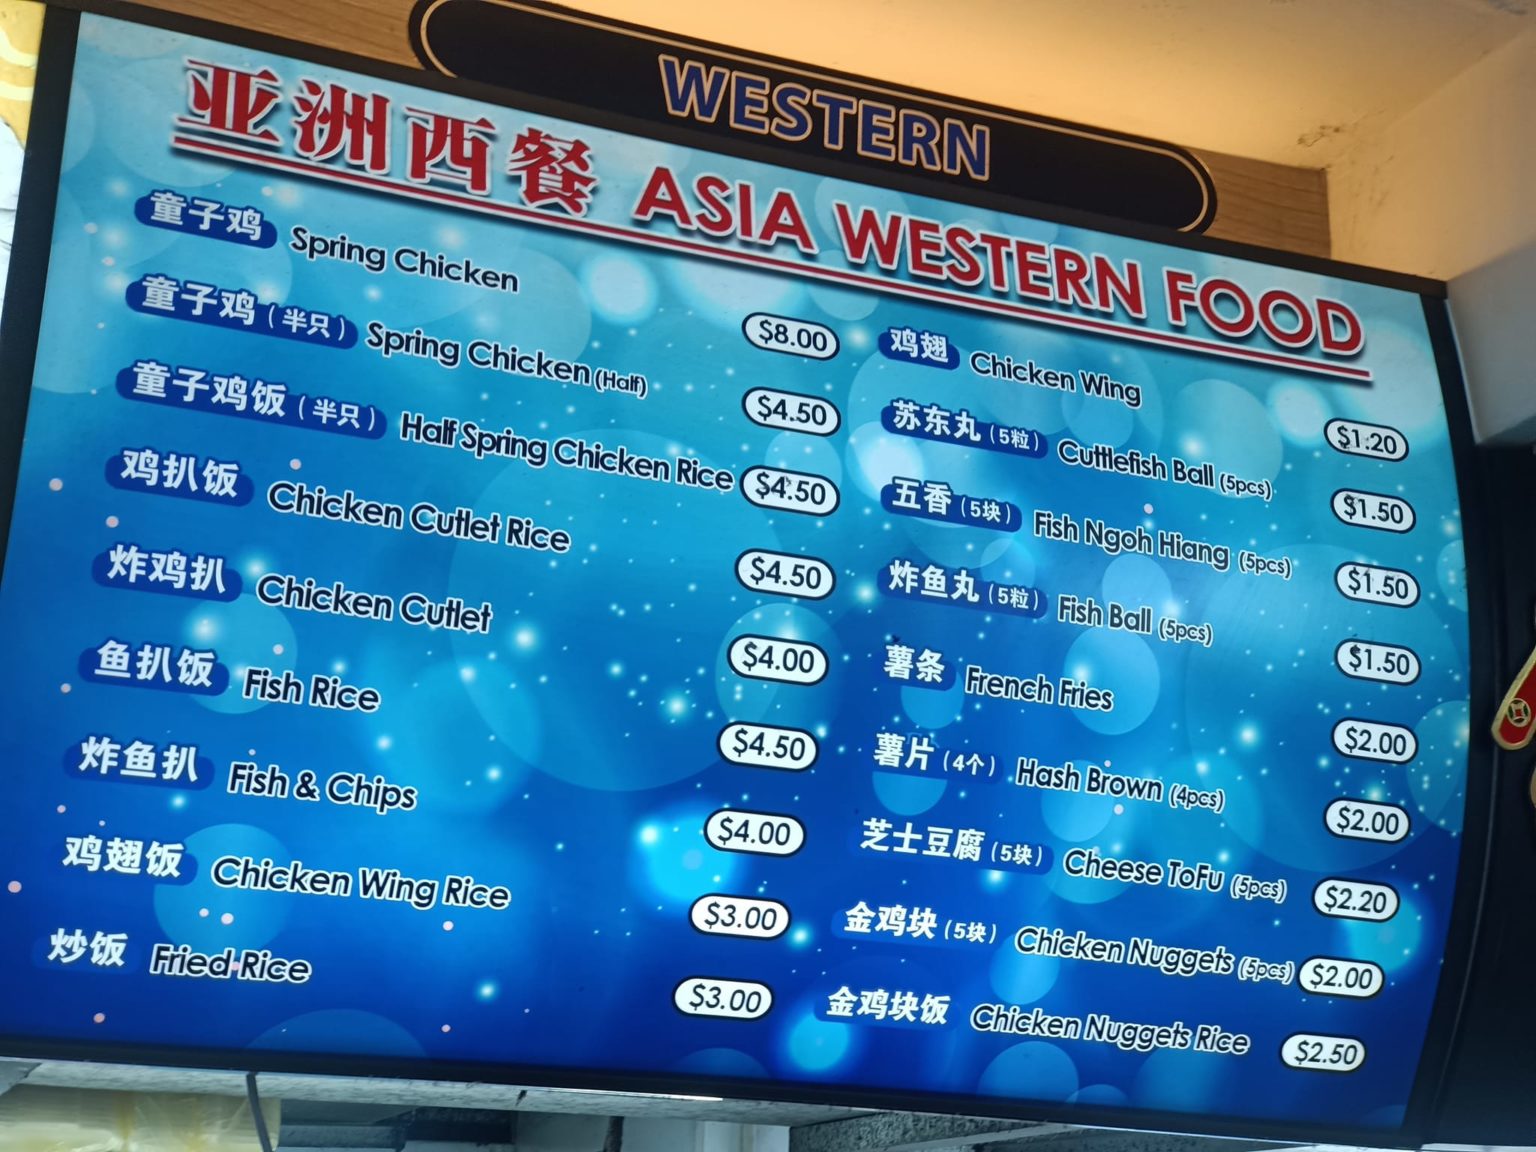 WESTERN
亚洲西餐 ASIA WESTERN FOOD
童子鸡 Spring Chicken $8.00
童子鸡（半只） Spring Chicken (Half) $4.50
童子鸡饭（半只） Half Spring Chicken Rice $4.50
鸡扒饭 Chicken Cutlet Rice $4.50
炸鸡扒 Chicken Cutlet $4.00
鱼扒饭 Fish Rice $4.50
炸鱼扒 Fish & Chips $4.00
鸡翅饭 Chicken Wing Rice $3.00
炒饭 Fried Rice $3.00
鸡翅 Chicken Wing $1.20
苏东丸（5粒） Cuttlefish Ball (5pcs) $1.50
五香（5块） Fish Ngoh Hiang (5pcs) $1.50
炸鱼丸（5粒） Fish Ball (5pcs) $1.50
薯条 French Fries $2.00
薯片（4个） Hash Brown (4pcs) $2.00
芝士豆腐（5块） Cheese ToFu (5pcs) $2.20
金鸡块（5块） Chicken Nuggets (5pcs) $2.00
金鸡块饭 Chicken Nuggets Rice $2.50